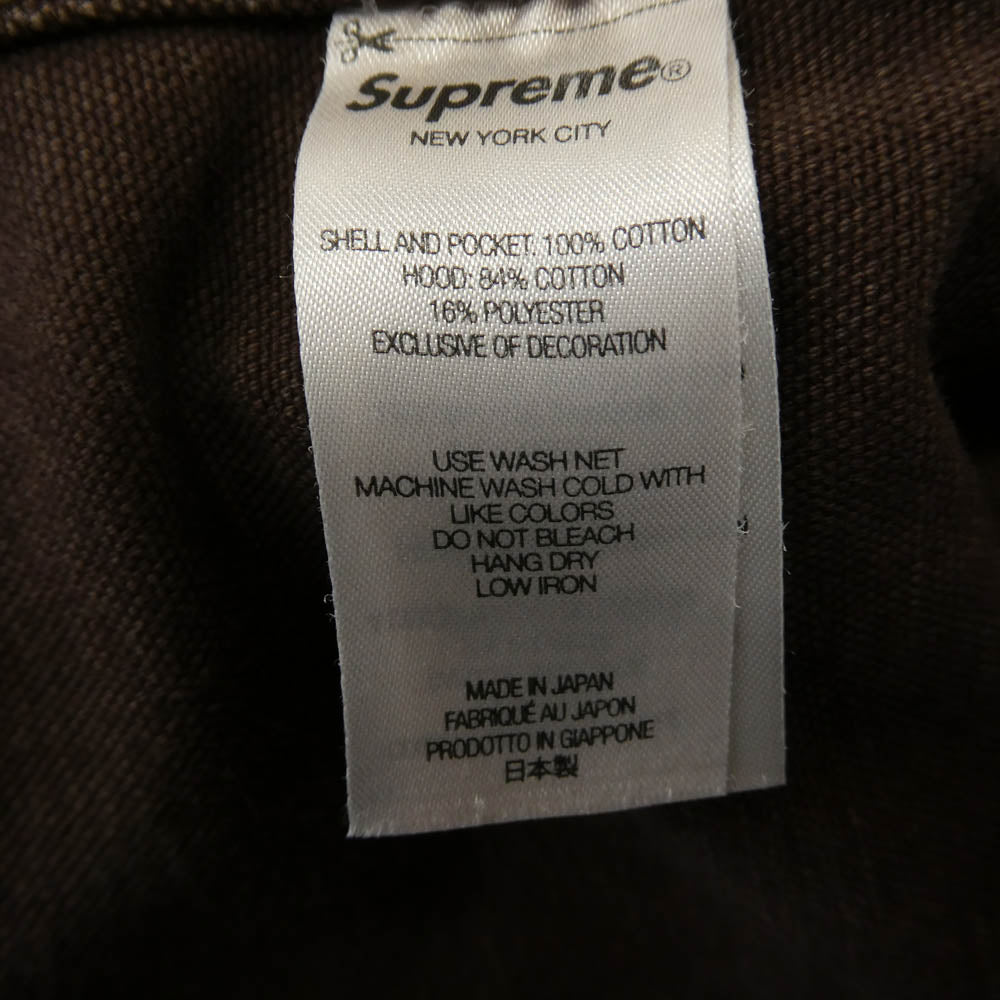 Supreme®
NEW YORK CITY
SHELL AND POCKET: 100% COTTON
HOOD: 84% COTTON
16% POLYESTER
EXCLUSIVE OF DECORATION
USE WASH NET
MACHINE WASH COLD WITH
LIKE COLORS
DO NOT BLEACH
HANG DRY
LOW IRON
MADE IN JAPAN
FABRIQUÉ AU JAPON
PRODOTTO IN GIAPPONE
日本製